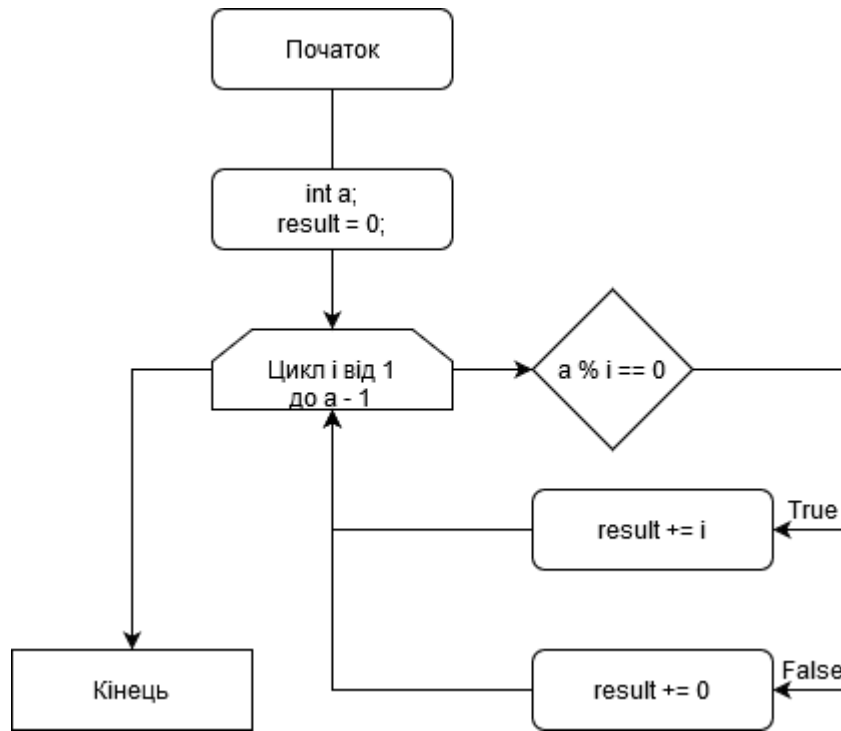 Початок
int a;
result = 0;
Цикл і від 1
до a - 1
a % i == 0
True
result += i
False
result += 0
Кінець